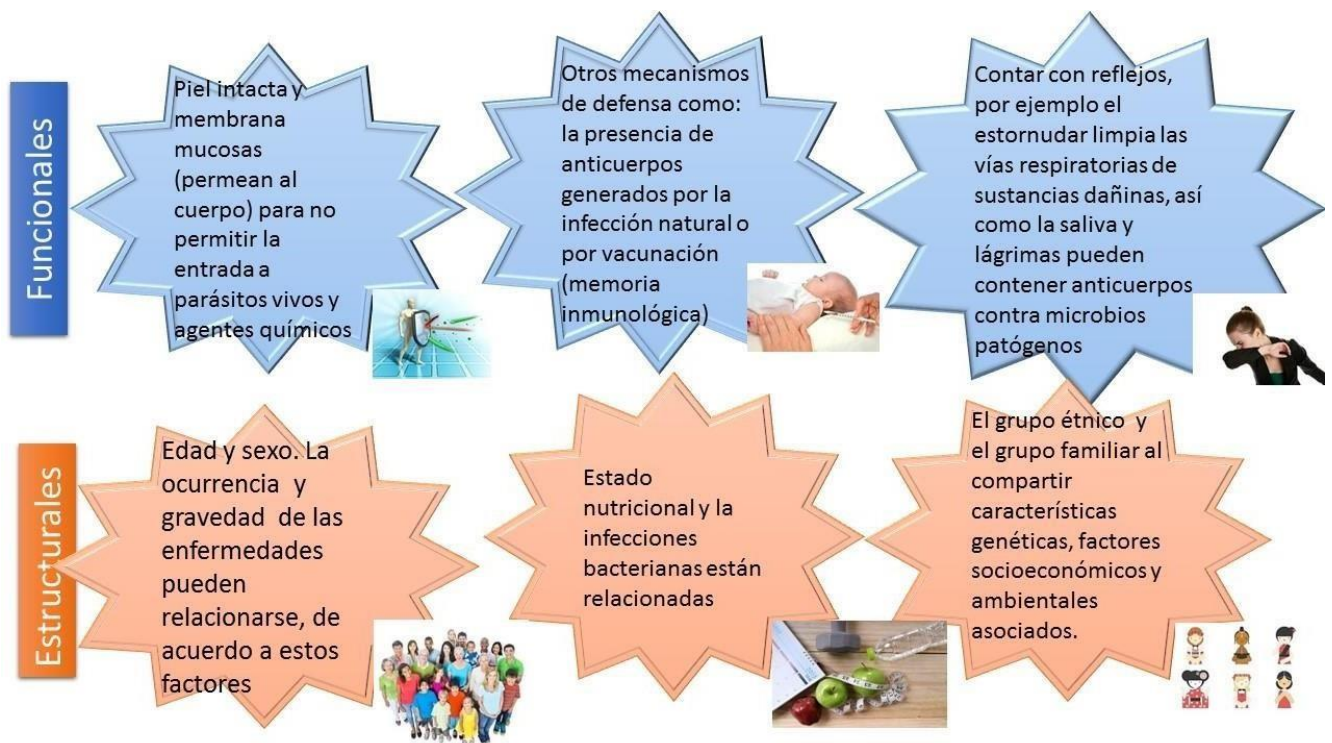 Funcionales
Piel intacta y
membrana
mucosas
(permean al
cuerpo) para no
permitir la
entrada a
parásitos vivos y
agentes químicos
Otros mecanismos
de defensa como:
la presencia de
anticuerpos
generados por la
infección natural o
por vacunación
(memoria
inmunológica)
Contar con reflejos,
por ejemplo el
estornudar limpia las
vías respiratorias de
sustancias dañinas, así
como la saliva y
lágrimas pueden
contener anticuerpos
contra microbios
patógenos
Estructurales
Edad y sexo. La
ocurrencia y
gravedad de las
enfermedades
pueden
relacionarse, de
acuerdo a estos
factores
Estado
nutricional y la
infecciones
bacterianas están
relacionadas
El grupo étnico y
el grupo familiar al
compartir
características
genéticas, factores
socioeconómicos y
ambientales
asociados.